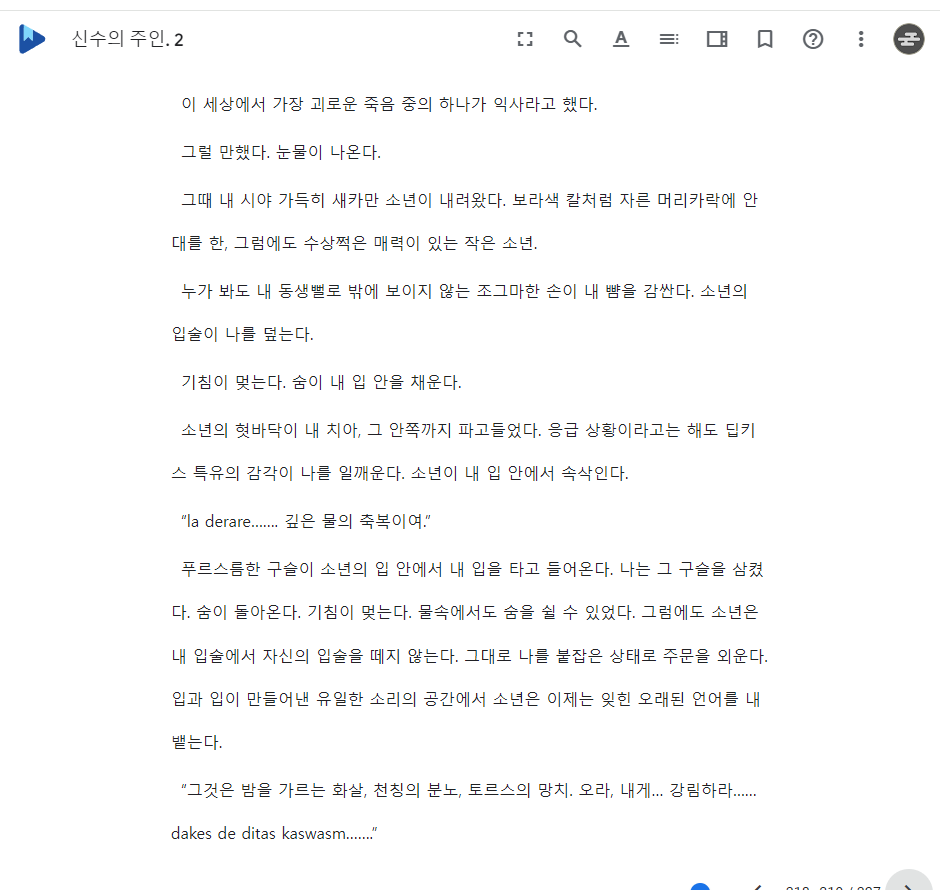 신수의 주인. 2
이 세상에서 가장 괴로운 죽음 중의 하나가 익사라고 했다.
그럴 만했다. 눈물이 나온다.
그때 내 시야 가득히 새카만 소년이 내려왔다. 보라색 칼처럼 자른 머리카락에 안
대를 한, 그럼에도 수상쩍은 매력이 있는 작은 소년.
누가 봐도 내 동생뻘로 밖에 보이지 않는 조그마한 손이 내 뺨을 감싼다. 소년의
입술이 나를 덮는다.
기침이 멎는다. 숨이 내 입 안을 채운다.
소년의 혓바닥이 내 치아, 그 안쪽까지 파고들었다. 응급 상황이라고는 해도 딥키
스 특유의 감각이 나를 일깨운다. 소년이 내 입 안에서 속삭인다.
“la derare……. 깊은 물의 축복이여.”
푸르스름한 구슬이 소년의 입 안에서 내 입을 타고 들어온다. 나는 그 구슬을 삼켰
다. 숨이 돌아온다. 기침이 멎는다. 물속에서도 숨을 쉴 수 있었다. 그럼에도 소년은
내 입술에서 자신의 입술을 떼지 않는다. 그대로 나를 붙잡은 상태로 주문을 외운다.
입과 입이 만들어낸 유일한 소리의 공간에서 소년은 이제는 잊힌 오래된 언어를 내
뱉는다.
“그것은 밤을 가르는 화살, 천칭의 분노, 토르스의 망치. 오라, 내게… 강림하라……
dakes de ditas kaswasm…….”